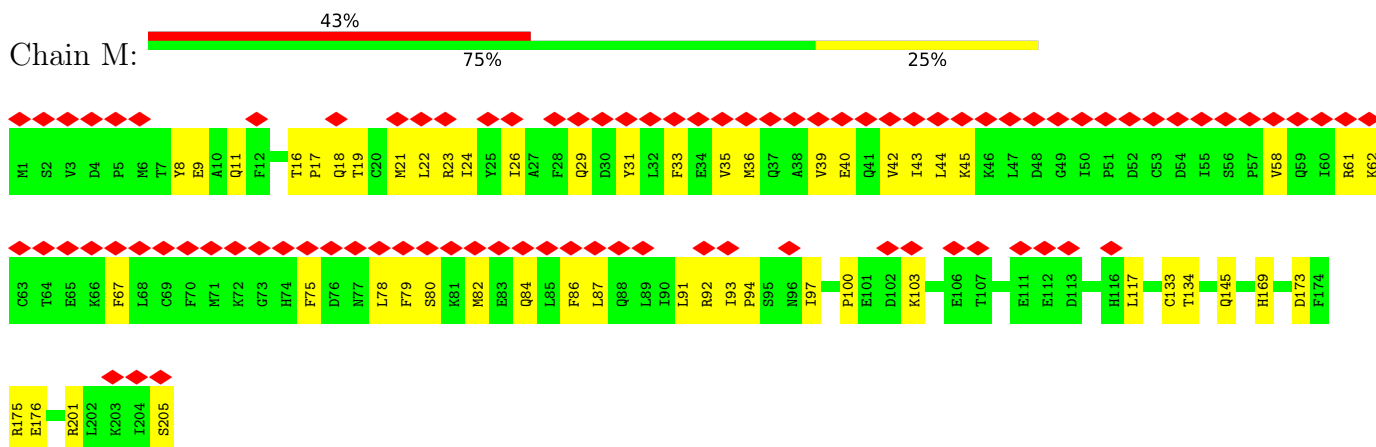 43%
Chain M:
75% 25%
M1 S2 V3 D4 P5 M6 T7 Y8 E9 A10 Q11 F12 T16 P17 Q18 T19 C20 M21 L22 R23 I24 Y25 I26 A27 F28 Q29 D30 Y31 L32 F33 E34 V35 M36 Q37 A38 V39 E40 Q41 V42 I43 L44 K45 K46 L47 D48 G49 I50 P51 D52 C53 D54 I55 S56 P57 V58 Q59 I60 R61 K62
C63 T64 E65 K66 F67 L68 C69 F70 M71 K72 G73 H74 F75 D76 N77 L78 F79 S80 K81 M82 E83 Q84 L85 F86 L87 Q88 L89 I90 L91 R92 I93 P94 S95 N96 I97 P100 E101 D102 K103 E106 T107 E111 E112 D113 H116 L117 C133 T134 Q145 H169 D173 F174
R175 E176 R201 L202 K203 I204 S205